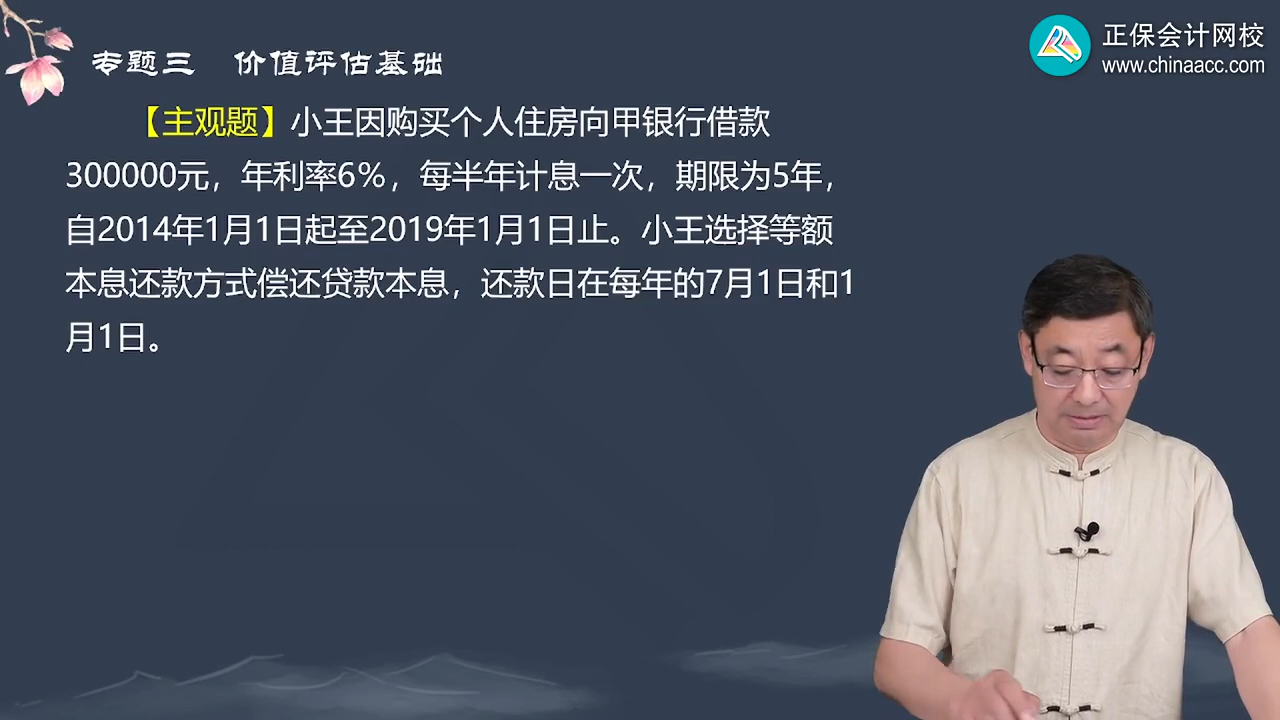 正保会计网校
www.chinaacc.com
专题三 价值评估基础
【主观题】小王因购买个人住房向甲银行借款
300000元，年利率6%，每半年计息一次，期限为5年，
自2014年1月1日起至2019年1月1日止。小王选择等额
本息还款方式偿还贷款本息，还款日在每年的7月1日和1
月1日。